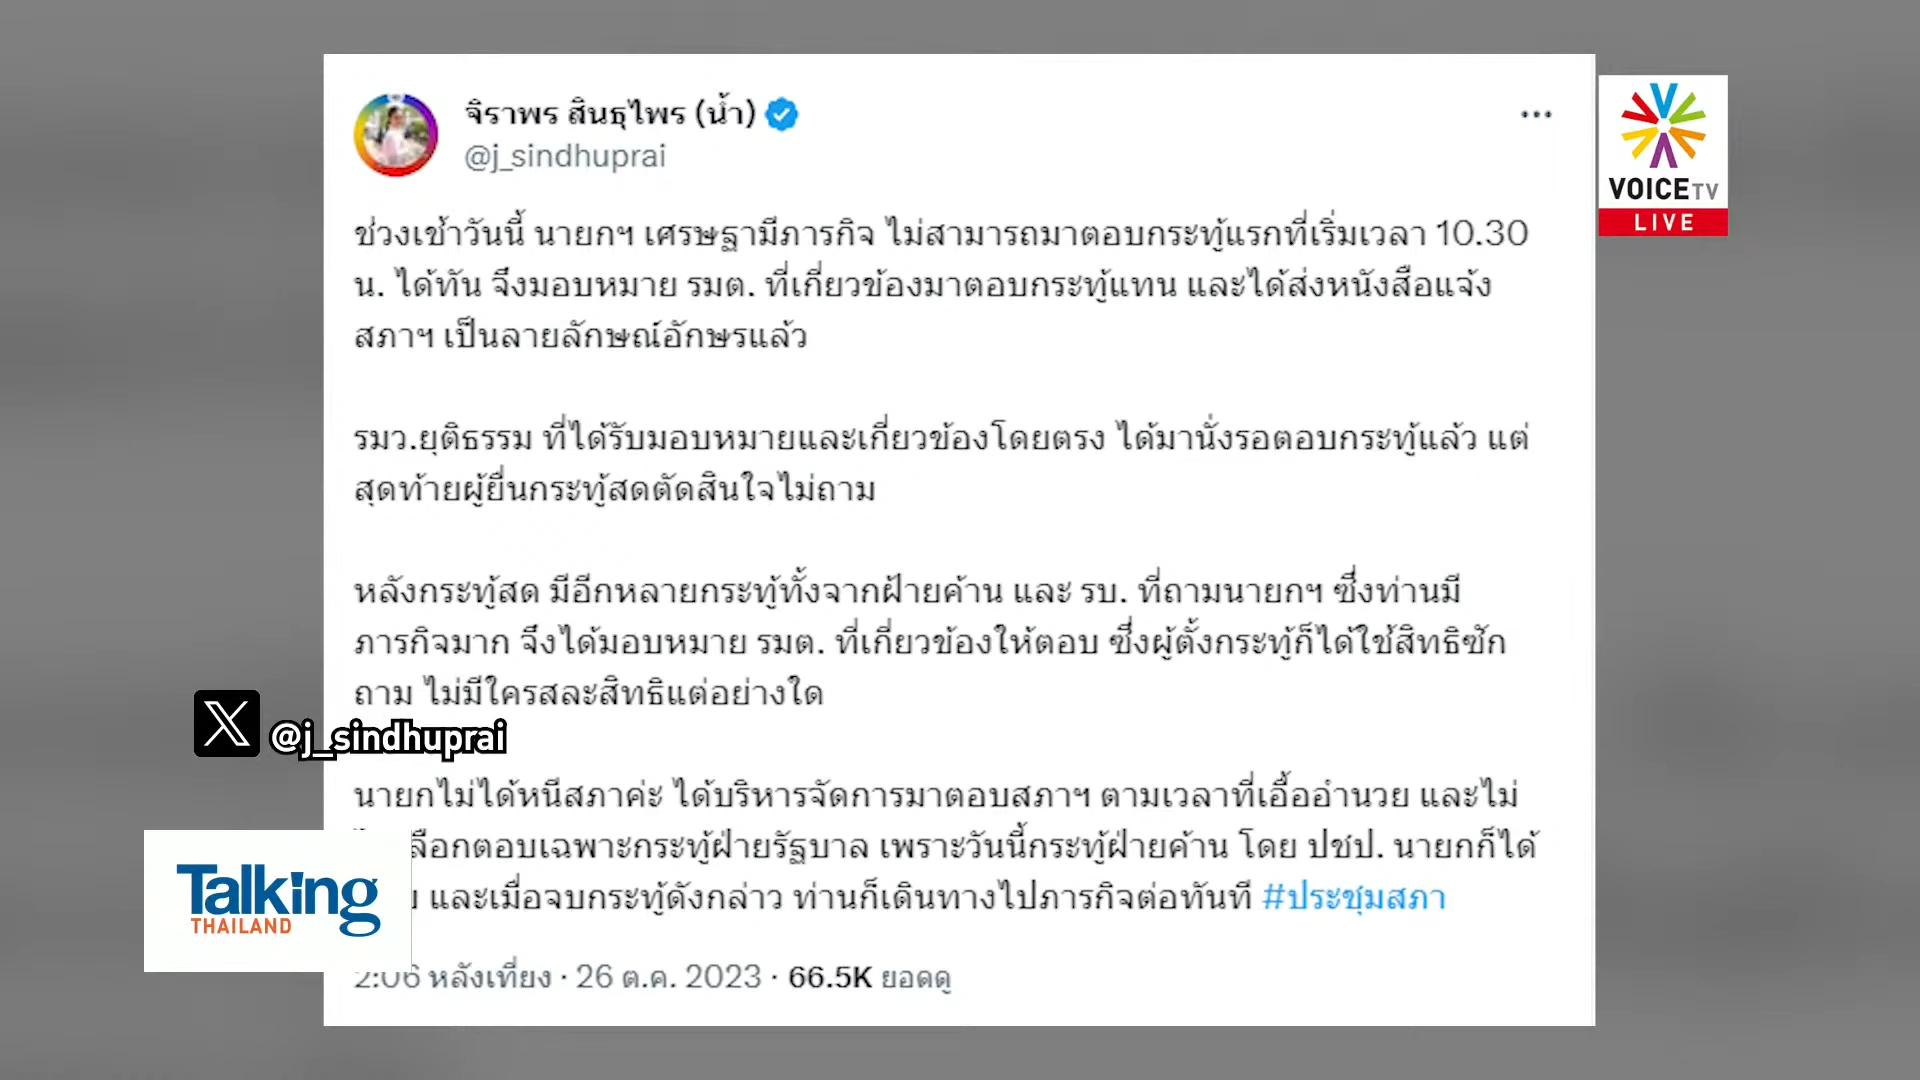 จิราพร สินธุไพร (น้ำ)
@j_sindhuprai
VOICE TV
LIVE
ช่วงเช้าวันนี้ นายกฯ เศรษฐามีภารกิจ ไม่สามารถมาตอบกระทู้แรกที่เริ่มเวลา 10.30
น. ได้ทัน จึงมอบหมาย รมต. ที่เกี่ยวข้องมาตอบกระทู้แทน และได้ส่งหนังสือแจ้ง
สภาฯ เป็นลายลักษณ์อักษรแล้ว
รมว.ยุติธรรม ที่ได้รับมอบหมายและเกี่ยวข้องโดยตรง ได้มานั่งรอตอบกระทู้แล้ว แต่
สุดท้ายผู้ยื่นกระทู้สดตัดสินใจไม่ถาม
หลังกระทู้สด มีอีกหลายกระทู้ทั้งจากฝ่ายค้าน และ รบ. ที่ถามนายกฯ ซึ่งท่านมี
ภารกิจมาก จึงได้มอบหมาย รมต. ที่เกี่ยวข้องให้ตอบ ซึ่งผู้ตั้งกระทู้ก็ได้ใช้สิทธิซัก
ถาม ไม่มีใครสละสิทธิแต่อย่างใด
@j_sindhuprai
นายกไม่ได้หนีสภาค่ะ ได้บริหารจัดการมาตอบสภาฯ ตามเวลาที่เอื้ออำนวย และไม่
ลือกตอบเฉพาะกระทู้ฝ่ายรัฐบาล เพราะวันนี้กระทู้ฝ่ายค้าน โดย ปชป. นายกก็ได้
และเมื่อจบกระทู้ดังกล่าว ท่านก็เดินทางไปภารกิจต่อทันที #ประชุมสภา
Talking
THAILAND
2:06 หลังเที่ยง · 26 ต.ค. 2023 · 66.5K ยอดดู